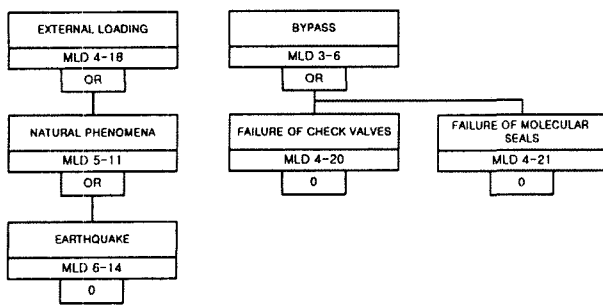 EXTERNAL LOADING
MLD 4-18
OR
NATURAL PHENOMENA
MLD 5-11
OR
EARTHQUAKE
MLD 6-14
0
BYPASS
MLD 3-6
OR
FAILURE OF CHECK VALVES
MLD 4-20
0
FAILURE OF MOLECULAR
SEALS
MLD 4-21
0